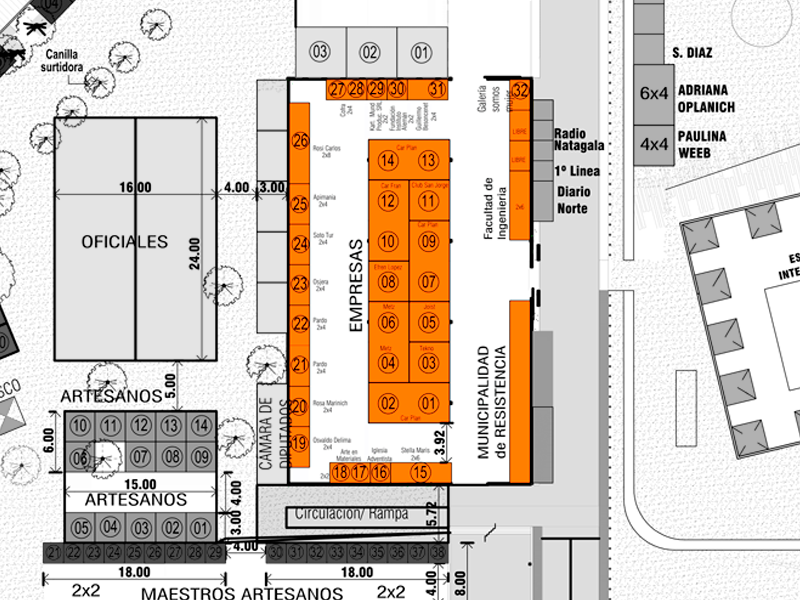 04
Canilla
surtidora
03
02
01
S. DIAZ
6x4
ADRIANA
OPLANICH
4x4
PAULINA
WEEB
Radio
Natagala
1º Linea
Diario
Norte
27
28
29
30
31
32
Galeria
somos
mujer
LIBRE
LIBRE
2x6
26
Rosi Carlos
2x8
25
Apimania
2x4
24
Soto Tur
2x4
23
Osjara
2x4
22
Pardo
2x4
21
Pardo
2x4
20
Rosa Marinich
2x4
19
Osvaldo Delima
2x4
Car Plan
14
13
Car Fran
Club San Jorge
12
11
Car Plan
10
09
Efren Lopez
08
07
Metz
06
05
Metz
Tekno
04
03
02
01
Car Plan
EMPRESAS
Facultad de
Ingenieria
MUNICIPALIDAD
de RESISTENCIA
16.00
4.00
3.00
OFICIALES
24.00
5.00
ARTESANOS
10
11
12
13
14
6.00
06
07
08
09
15.00
ARTESANOS
4.00
05
04
03
02
01
3.00
CAMARA DE
DIPUTADOS
Arte en
Materiales
Iglesia
Adventista
Stella Maris
2x6
2x2
18
17
16
15
3.92
Circulación/ Rampa
5.72
21 22 23 24 25 26 27 28 29
4.00
30 31 32 33 34 35 36 37 38
18.00
18.00
4.00
8.00
2x2
MAESTROS ARTESANOS
2x2